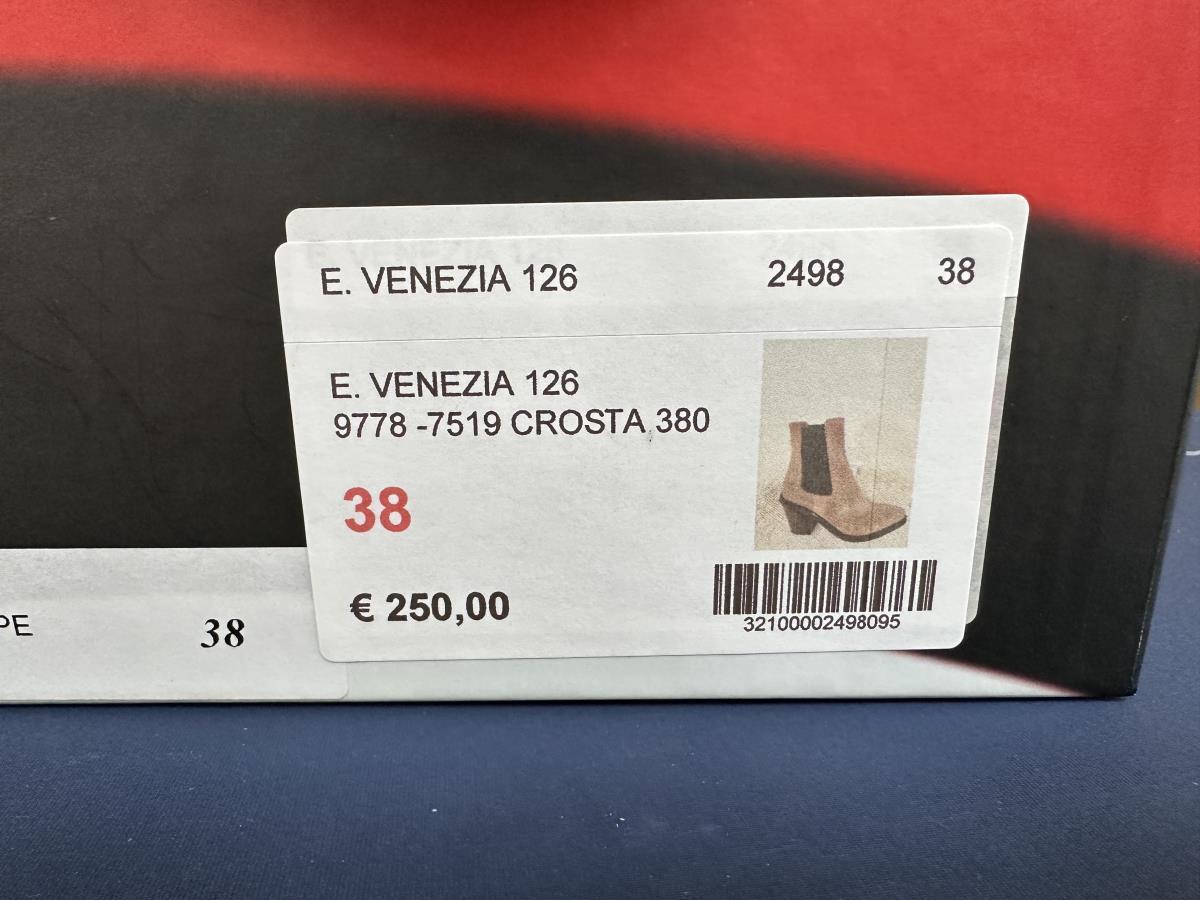 E. VENEZIA 126 2498 38
E. VENEZIA 126
9778 -7519 CROSTA 380
38
€ 250,00
32100002498095
PE 38